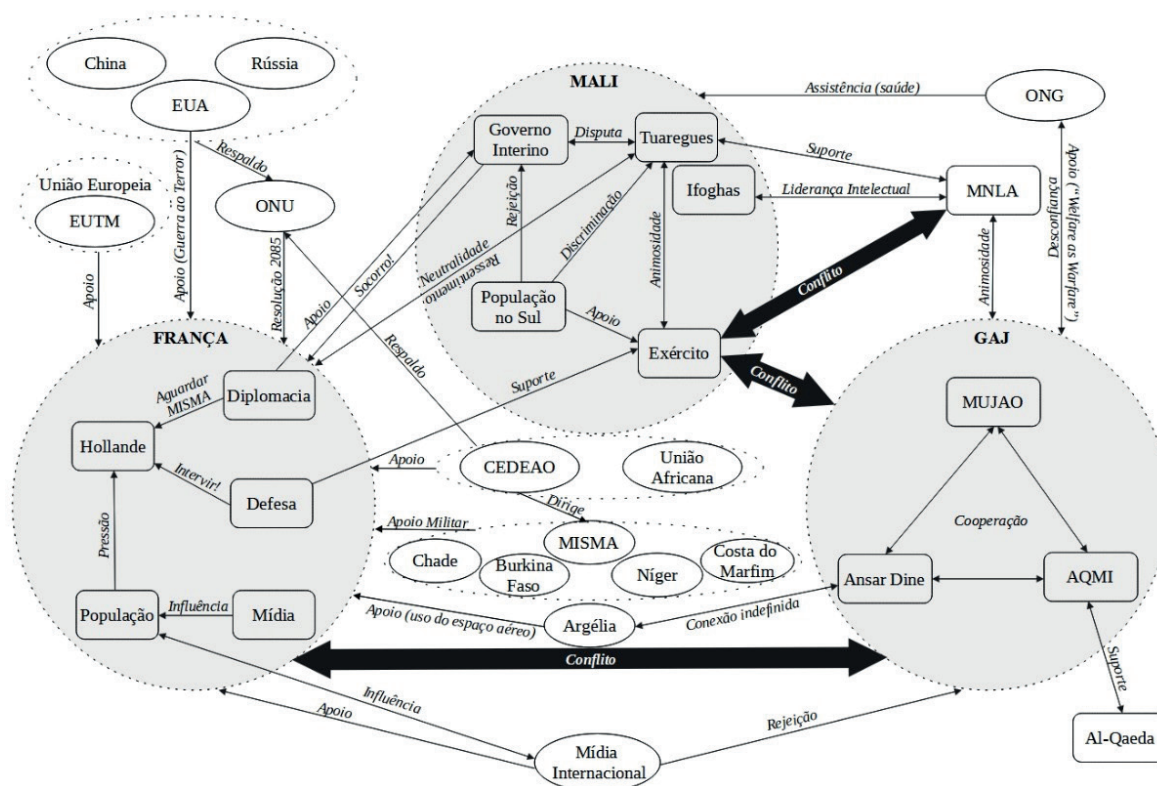 China
Rússia
EUA
União Europeia
EUTM
ONU
Respaldo
Apoio (Guerra ao Terror)
Apoio
Resolução 2085
MALI
Governo
Interino
Disputa
Tuaregues
Ifoghas
Rejeição
Discriminação
Animosidade
População
no Sul
Apoio
Exército
Assistência (saúde)
ONG
Suporte
Liderança Intelectual
MNLA
Apoio ("Welfare as Warfare")
Desconfiança
Animosidade
Conflito
Conflito
Apoio
Socorro!
Neutralidade
Ressentimento
Respaldo
Suporte
FRANÇA
Aguardar
MISMA
Diplomacia
Hollande
Intervir!
Defesa
Pressão
População
Influência
Mídia
Apoio
CEDEAO
União
Africana
Dirige
Apoio Militar
MISMA
Chade
Burkina
Faso
Níger
Costa do
Marfim
Apoio (uso do espaço aéreo)
Argélia
Conexão indefinida
Conflito
GAJ
MUJAO
Cooperação
Ansar Dine
AQMI
Suporte
Al-Qaeda
Influência
Apoio
Mídia
Internacional
Rejeição